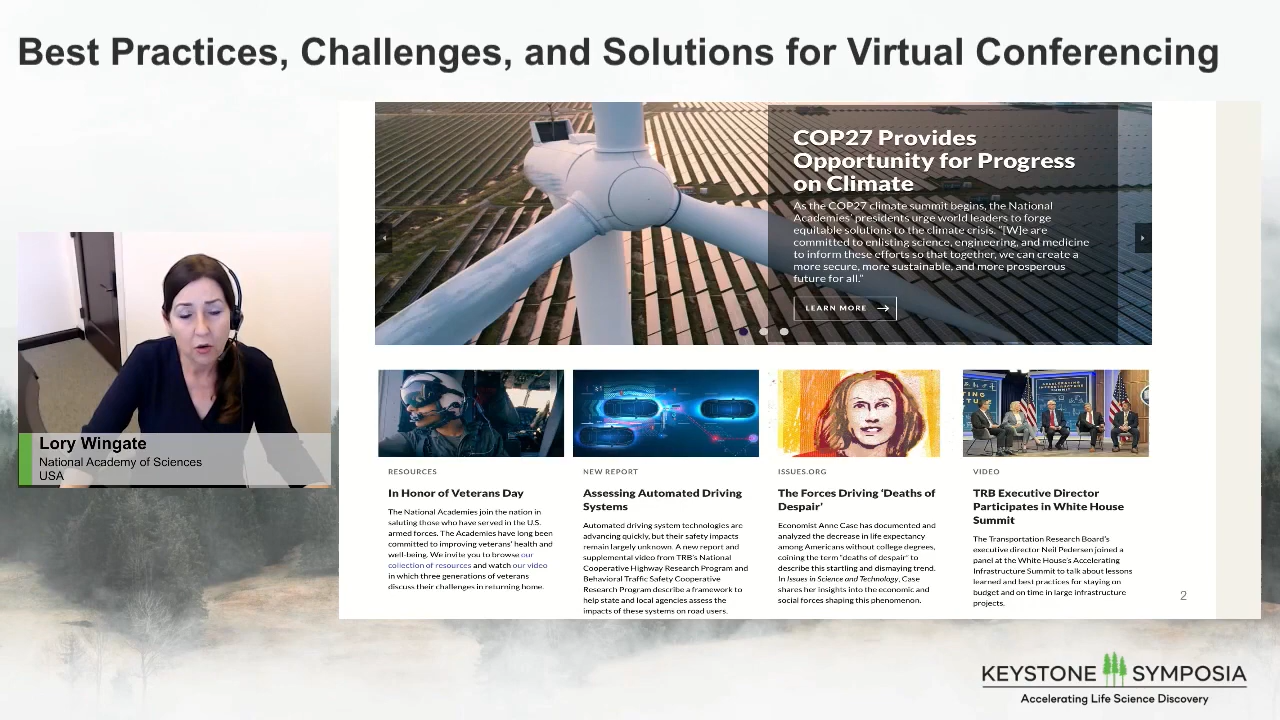 Best Practices, Challenges, and Solutions for Virtual Conferencing
COP27 Provides
Opportunity for Progress
on Climate
As the COP27 climate summit begins, the National
Academies' presidents urge world leaders to forge
equitable solutions to the climate crisis. "[W]e are
committed to enlisting science, engineering, and medicine
to inform these efforts so that together, we can create a
more secure, more sustainable, and more prosperous
future for all."
LEARN MORE
Lory Wingate
National Academy of Sciences
USA
RESOURCES
In Honor of Veterans Day
The National Academies join the nation in
saluting those who have served in the U.S.
armed forces. The Academies have long been
committed to improving veterans' health and
well-being. We invite you to browse our
collection of resources and watch our video
in which three generations of veterans
discuss their challenges in returning home.
NEW REPORT
Assessing Automated Driving
Systems
Automated driving system technologies are
advancing quickly, but their safety impacts
remain largely unknown. A new report and
supplemental video from TRB's National
Cooperative Highway Research Program and
Behavioral Traffic Safety Cooperative
Research Program describe a framework to
help state and local agencies assess the
impacts of these systems on road users.
ISSUES.ORG
The Forces Driving 'Deaths of
Despair'
Economist Anne Case has documented and
analyzed the decrease in life expectancy
among Americans without college degrees,
coining the term "deaths of despair" to
describe this startling and dismaying trend.
In Issues in Science and Technology, Case
shares her insights into the economic and
social forces shaping this phenomenon.
ACCELERATING
VIDEO
TRB Executive Director
Participates in White House
Summit
The Transportation Research Board's
executive director Neil Pedersen joined a
panel at the White House's Accelerating
Infrastructure Summit to talk about lessons
learned and best practices for staying on
budget and on time in large infrastructure
projects.
2
KEYSTONE SYMPOSIA
Accelerating Life Science Discovery